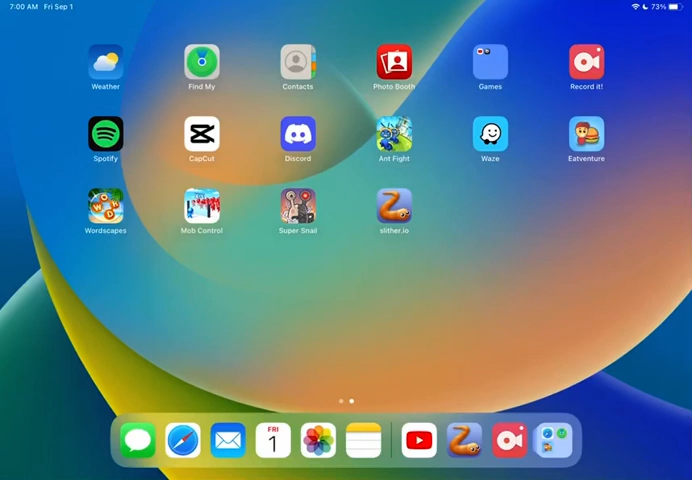 7:00 AM Fri Sep 1
73%
Weather
Find My
Contacts
Photo Booth
Games
Record it!
Spotify
CapCut
Discord
Ant Fight
Waze
Eatventure
WORD
Wordscapes
Mob Control
Super Snail
slither.io
FRI
1